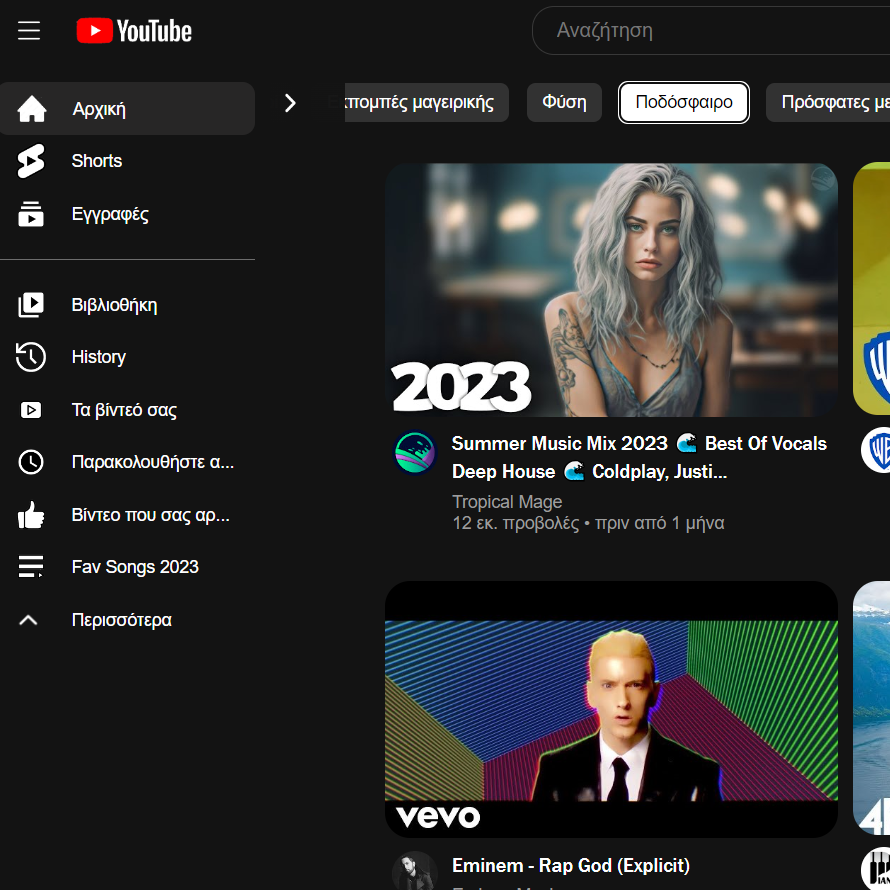 YouTube
Αναζήτηση
Αρχική
Shorts
Εγγραφές
Βιβλιοθήκη
History
Τα βίντεό σας
Παρακολουθήστε α...
Βίντεο που σας αρ...
Fav Songs 2023
Περισσότερα
μαγειρικής
Φύση
Ποδόσφαιρο
Πρόσφατες
2023
Summer Music Mix 2023 🌊 Best Of Vocals
Deep House 🌊 Coldplay, Justi...
Tropical Mage
12 εκ. προβολές • πριν από 1 μήνα
vevo
Eminem - Rap God (Explicit)